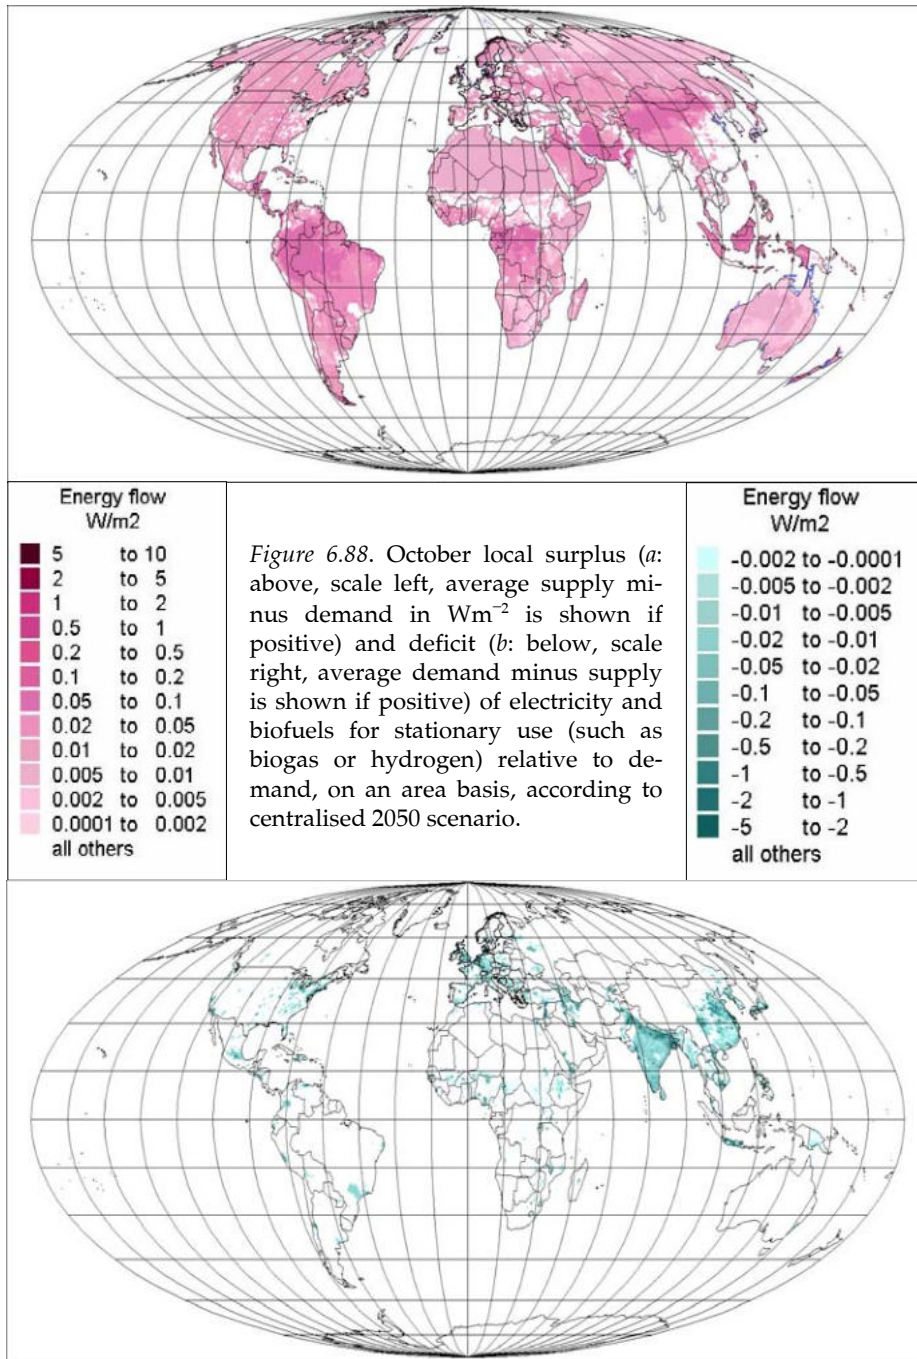 Energy flow
W/m2
5 to 10
2 to 5
1 to 2
0.5 to 1
0.2 to 0.5
0.1 to 0.2
0.05 to 0.1
0.02 to 0.05
0.01 to 0.02
0.005 to 0.01
0.002 to 0.005
0.0001 to 0.002
all others
Figure 6.88. October local surplus (a:
above, scale left, average supply mi-
nus demand in Wm⁻² is shown if
positive) and deficit (b: below, scale
right, average demand minus supply
is shown if positive) of electricity and
biofuels for stationary use (such as
biogas or hydrogen) relative to de-
mand, on an area basis, according to
centralised 2050 scenario.
Energy flow
W/m2
-0.002 to -0.0001
-0.005 to -0.002
-0.01 to -0.005
-0.02 to -0.01
-0.05 to -0.02
-0.1 to -0.05
-0.2 to -0.1
-0.5 to -0.2
-1 to -0.5
-2 to -1
-5 to -2
all others